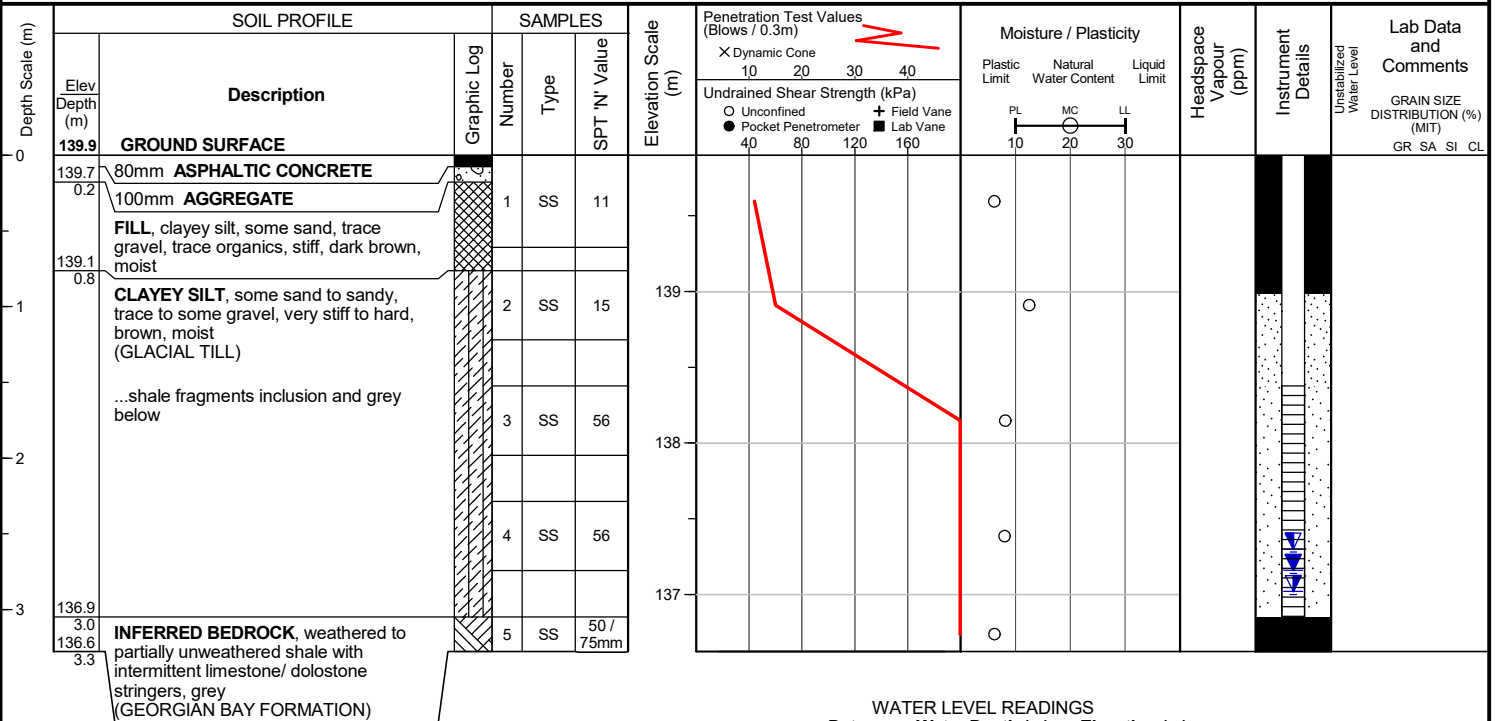 SOIL PROFILE
SAMPLES
Depth Scale (m)
Elev
Depth
(m)
Description
Graphic Log
Number
Type
SPT 'N' Value
Elevation Scale
(m)
Penetration Test Values
(Blows / 0.3m)
× Dynamic Cone
10 20 30 40
Undrained Shear Strength (kPa)
Unconfined
Field Vane
Pocket Penetrometer
Lab Vane
40 80 120 160
Moisture / Plasticity
Plastic
Limit
Natural
Water Content
Liquid
Limit
PL MC LL
10 20 30
Headspace
Vapour
(ppm)
Instrument
Details
Unstabilized
Water Level
Lab Data
and
Comments
GRAIN SIZE
DISTRIBUTION (%)
(MIT)
GR SA SI CL
139.9 GROUND SURFACE
0
139.7
0.2
80mm ASPHALTIC CONCRETE
100mm AGGREGATE
1 SS 11
FILL, clayey silt, some sand, trace
gravel, trace organics, stiff, dark brown,
moist
139.1
0.8
CLAYEY SILT, some sand to sandy,
trace to some gravel, very stiff to hard,
brown, moist
(GLACIAL TILL)
1
2 SS 15
139
...shale fragments inclusion and grey
below
3 SS 56
138
2
4 SS 56
137
3
136.9
3.0
INFERRED BEDROCK, weathered to
partially unweathered shale with
intermittent limestone/ dolostone
stringers, grey
(GEORGIAN BAY FORMATION)
136.6
3.3
5 SS 50 /
75mm
WATER LEVEL READINGS